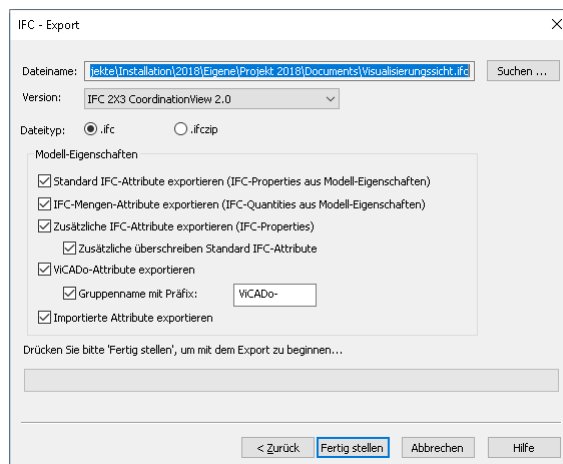 IFC - Export
Dateiname: jekte\Installation\2018\Eigene\Projekt 2018\Documents\Visualisierungssicht.ifc Suchen ...
Version: IFC 2X3 CoordinationView 2.0
Dateityp: .ifc .ifczip
Modell-Eigenschaften
Standard IFC-Attribute exportieren (IFC-Properties aus Modell-Eigenschaften)
IFC-Mengen-Attribute exportieren (IFC-Quantities aus Modell-Eigenschaften)
Zusätzliche IFC-Attribute exportieren (IFC-Properties)
Zusätzliche überschreiben Standard IFC-Attribute
ViCADo-Attribute exportieren
Gruppenname mit Präfix: ViCADo-
Importierte Attribute exportieren
Drücken Sie bitte 'Fertig stellen', um mit dem Export zu beginnen...
< Zurück Fertig stellen Abbrechen Hilfe